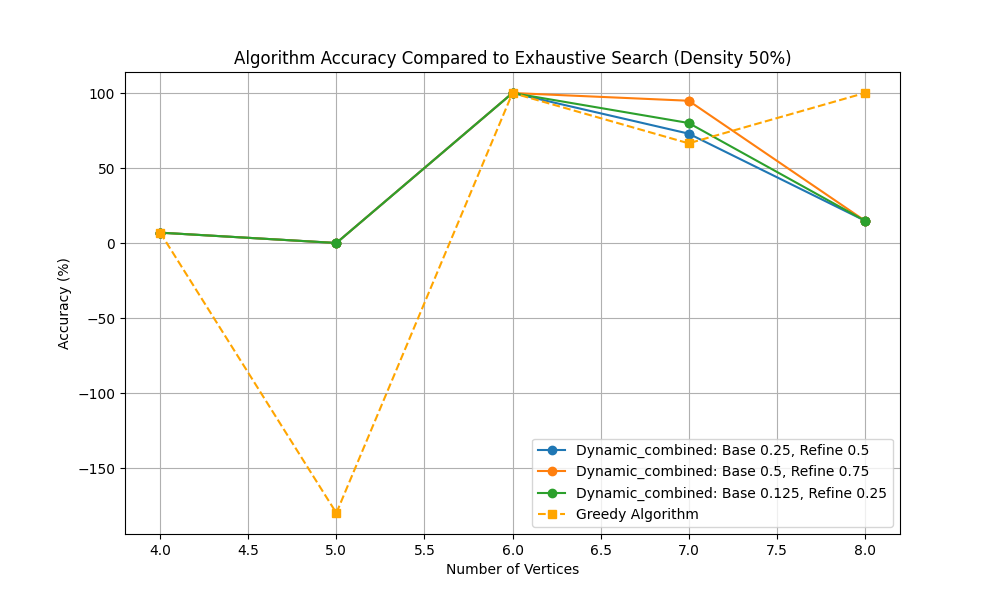 Algorithm Accuracy Compared to Exhaustive Search (Density 50%)
Accuracy (%)
100
50
0
−50
−100
−150
4.0 4.5 5.0 5.5 6.0 6.5 7.0 7.5 8.0
Number of Vertices
Dynamic_combined: Base 0.25, Refine 0.5
Dynamic_combined: Base 0.5, Refine 0.75
Dynamic_combined: Base 0.125, Refine 0.25
Greedy Algorithm